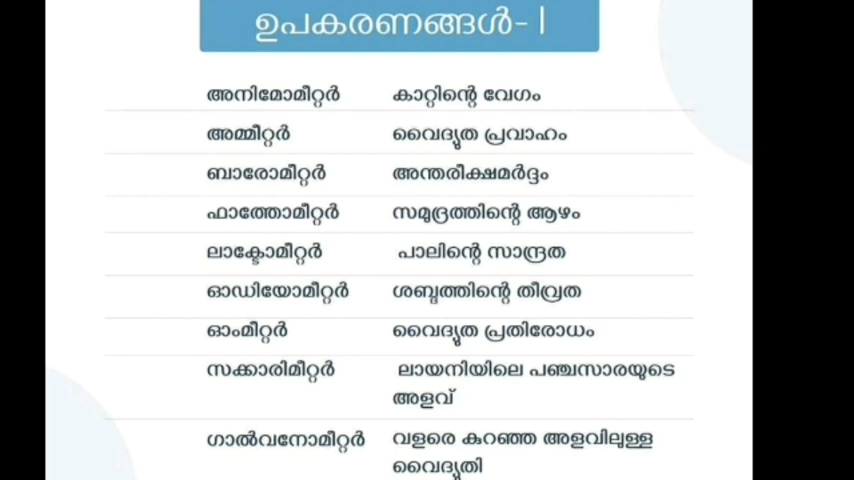 ഉപകരണങ്ങൾ- I
അനിമോമീറ്റർ കാറ്റിന്റെ വേഗം
അമ്മീറ്റർ വൈദ്യുത പ്രവാഹം
ബാരോമീറ്റർ അന്തരീക്ഷമർദ്ദം
ഫാത്തോമീറ്റർ സമുദ്രത്തിന്റെ ആഴം
ലാക്ടോമീറ്റർ പാലിന്റെ സാന്ദ്രത
ഓഡിയോമീറ്റർ ശബ്ദത്തിന്റെ തീവ്രത
ഓംമീറ്റർ വൈദ്യുത പ്രതിരോധം
സക്കാരിമീറ്റർ ലായനിയിലെ പഞ്ചസാരയുടെ
അളവ്
ഗാൽവനോമീറ്റർ വളരെ കുറഞ്ഞ അളവിലുള്ള
വൈദ്യുതി